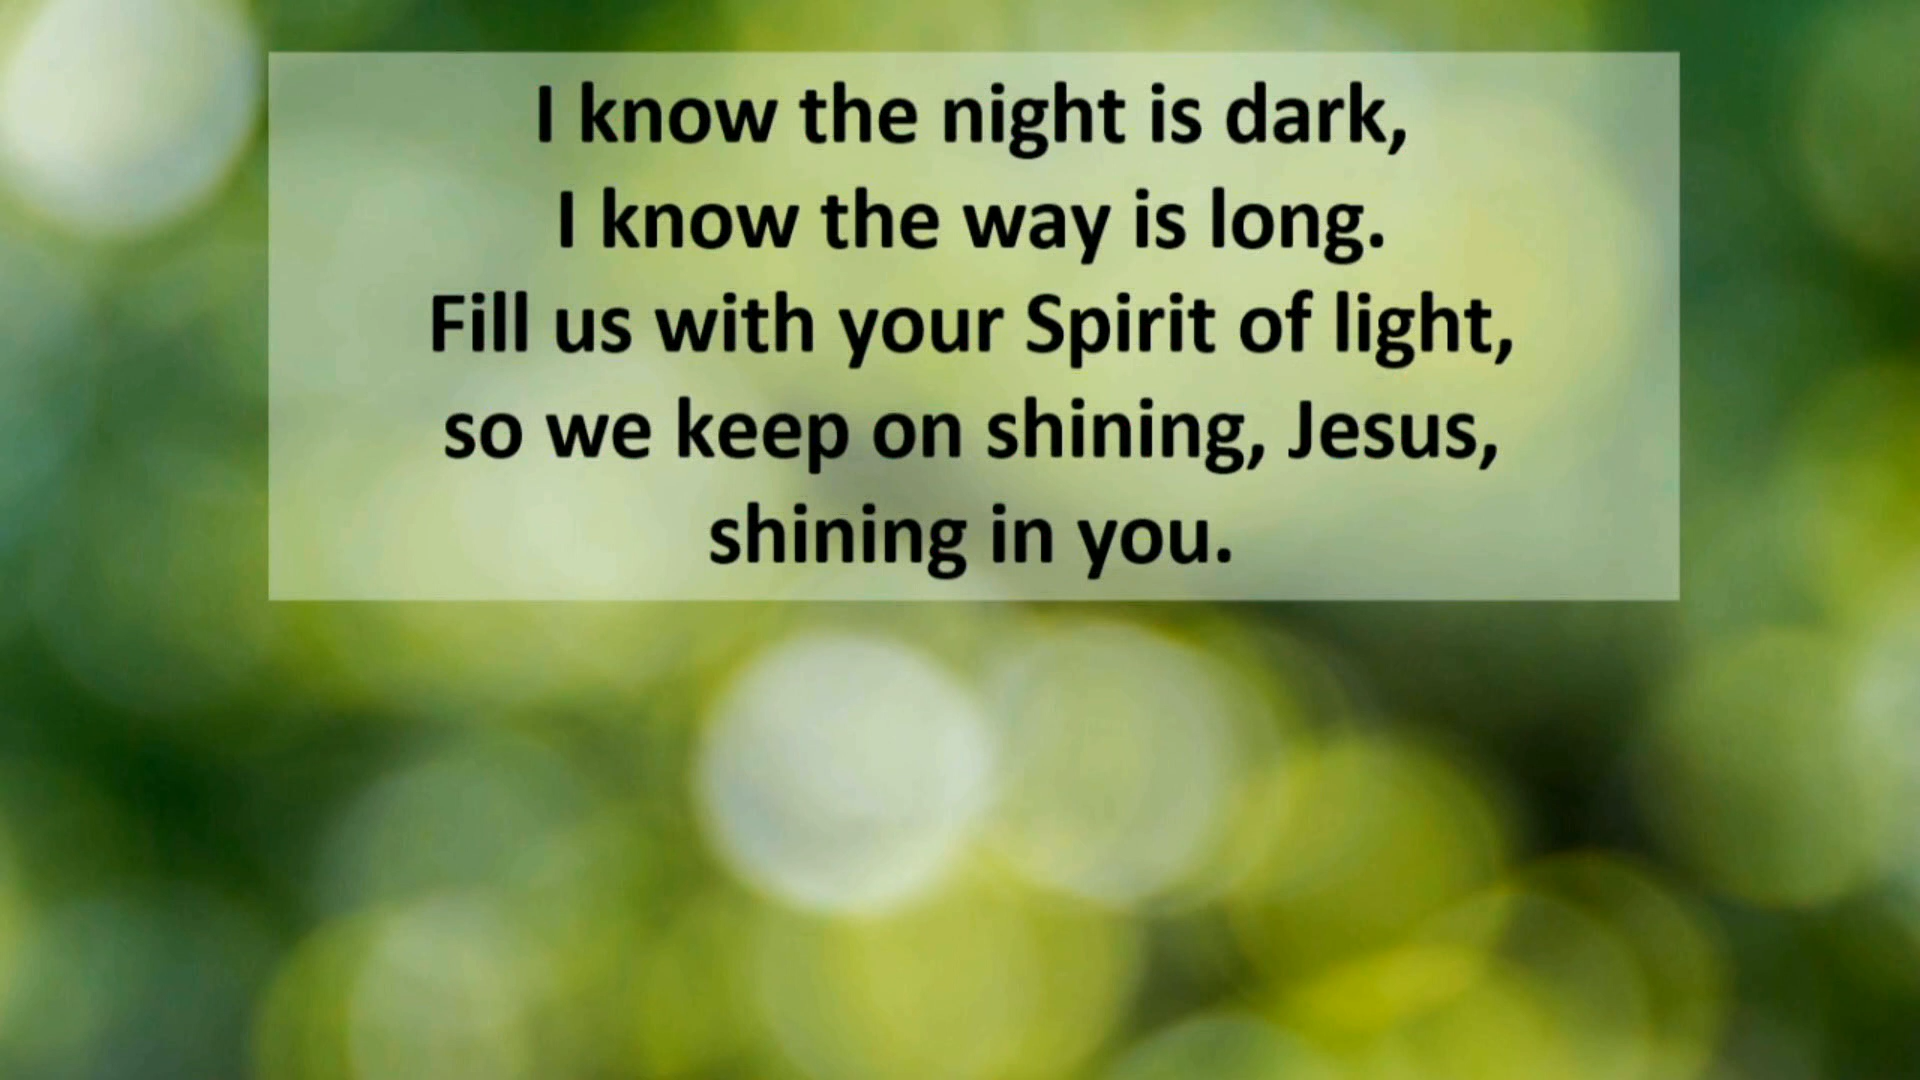 I know the night is dark,
I know the way is long.
Fill us with your Spirit of light,
so we keep on shining, Jesus,
shining in you.